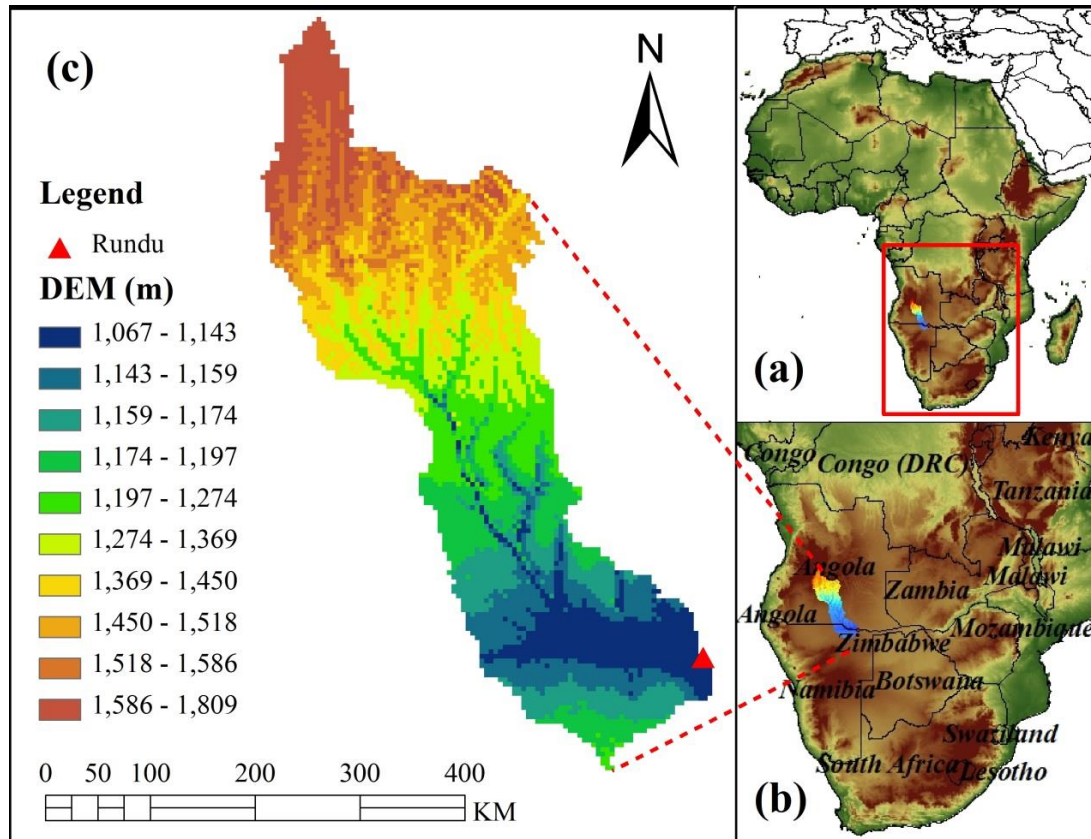 (c)
N
Legend
Rundu
DEM (m)
1,067 - 1,143
1,143 - 1,159
1,159 - 1,174
1,174 - 1,197
1,197 - 1,274
1,274 - 1,369
1,369 - 1,450
1,450 - 1,518
1,518 - 1,586
1,586 - 1,809
0 50 100 200 300 400
KM
(a)
Congo
Congo (DRC)
Kenya
Tanzania
Malawi
Malawi
Angola
Zambia
Angola
Mozambique
Zimbabwe
Namibia
Botswana
Swaziland
South Africa
Lesotho
(b)